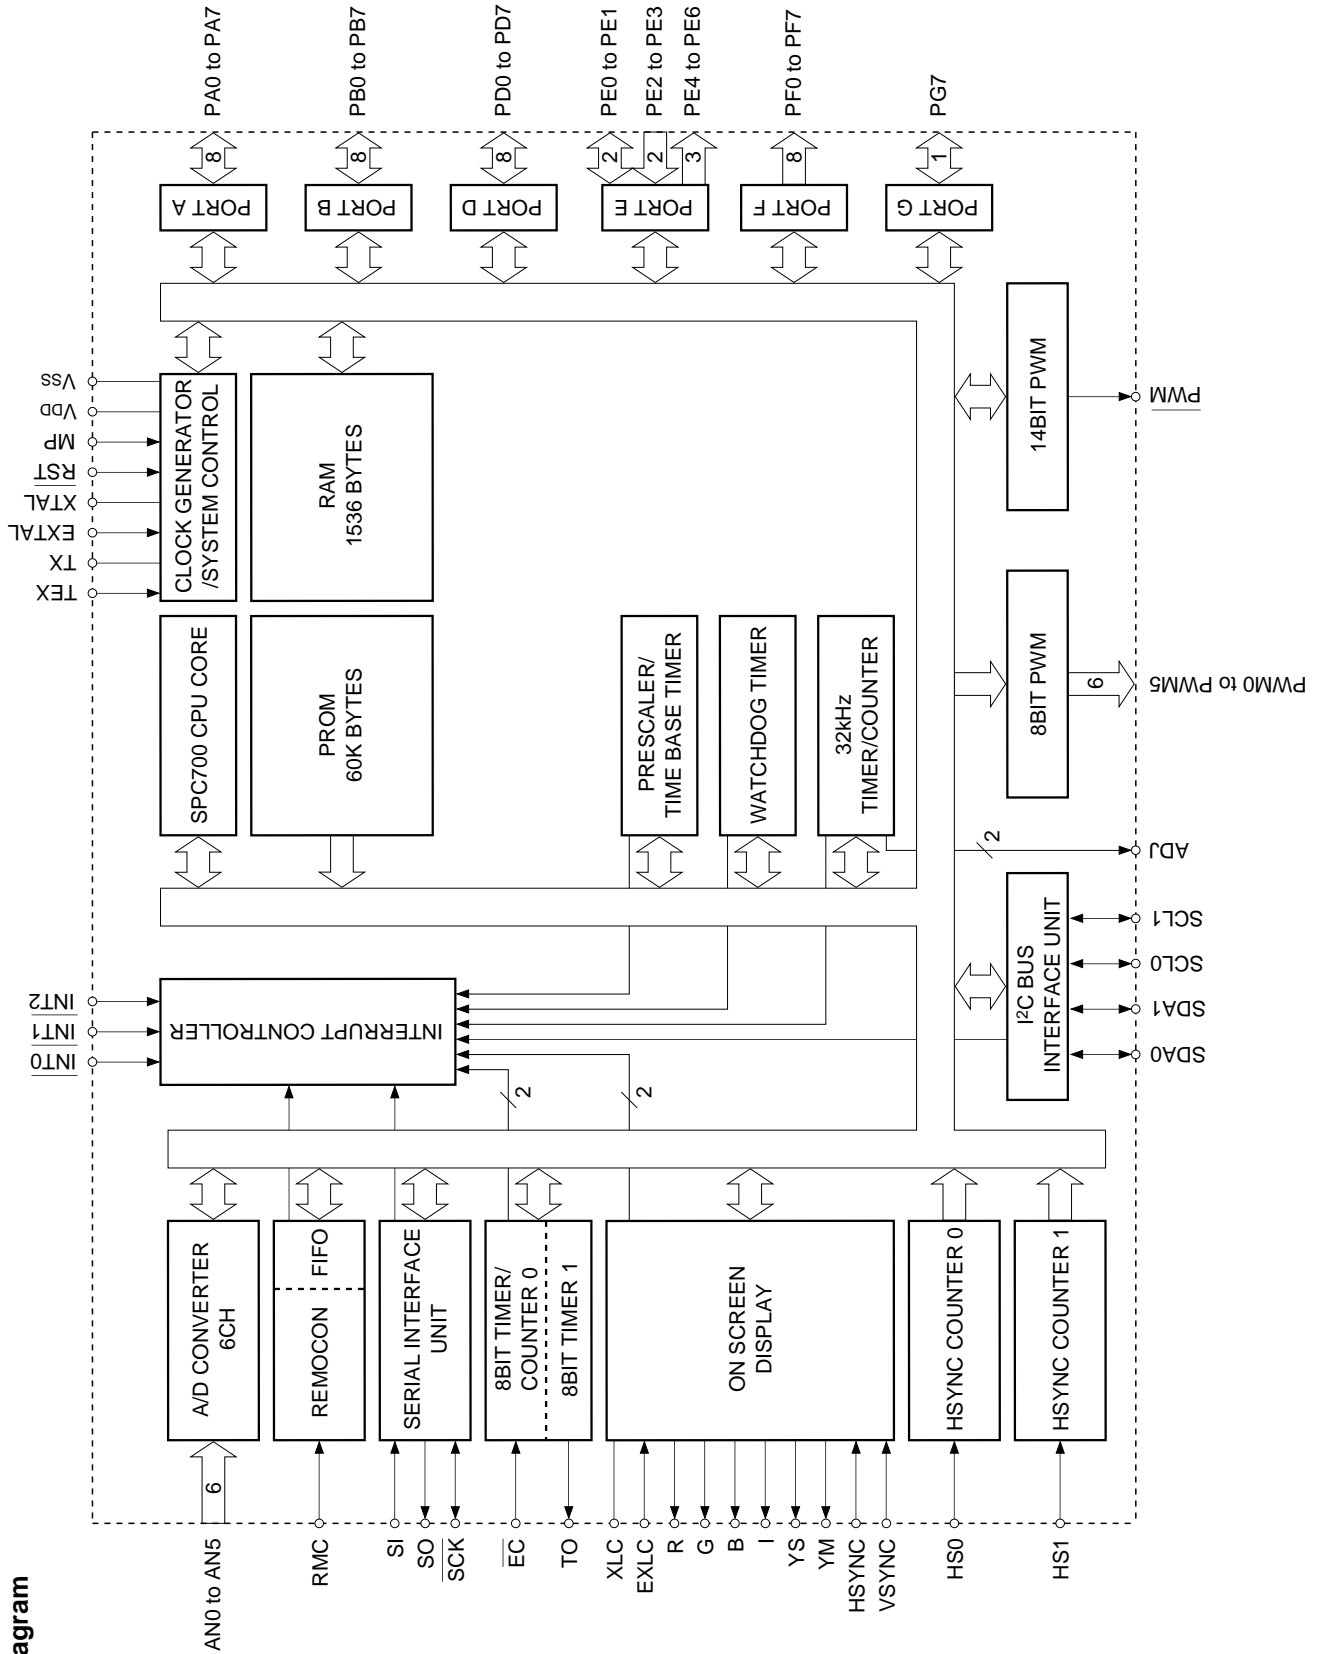 agram
AN0 to AN5
RMC
SI
SO
SCK
EC
TO
XLC
EXLC
R
G
B
I
YS
YM
HSYNC
VSYNC
HS0
HS1
6
A/D CONVERTER
6CH
REMOCON
FIFO
SERIAL INTERFACE
UNIT
8BIT TIMER/
COUNTER 0
8BIT TIMER 1
ON SCREEN
DISPLAY
HSYNC COUNTER 0
HSYNC COUNTER 1
2
2
INT0
INT1
INT2
INTERRUPT CONTROLLER
SPC700 CPU CORE
PROM
60K BYTES
PRESCALER/
TIME BASE TIMER
WATCHDOG TIMER
32kHz
TIMER/COUNTER
TEX
TX
EXTAL
XTAL
RST
MP
VDD
VSS
CLOCK GENERATOR
/SYSTEM CONTROL
RAM
1536 BYTES
I2C BUS
INTERFACE UNIT
SDA0
SDA1
SCL0
SCL1
2
ADJ
8BIT PWM
6
PWM0 to PWM5
14BIT PWM
PWM
PORT A
8
PA0 to PA7
PORT B
8
PB0 to PB7
PORT D
8
PD0 to PD7
PORT E
2
PE0 to PE1
2
PE2 to PE3
3
PE4 to PE6
PORT F
8
PF0 to PF7
PORT G
1
PG7